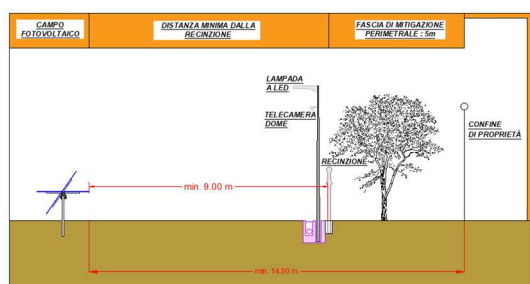 CAMPO
FOTOVOLTAICO
DISTANZA MINIMA DALLA
RECINZIONE
FASCIA DI MITIGAZIONE
PERIMETRALE : 5m
LAMPADA
A LED
TELECAMERA
DOME
RECINZIONE
CONFINE
DI PROPRIETÀ
min. 9.00 m
min. 14,00 m